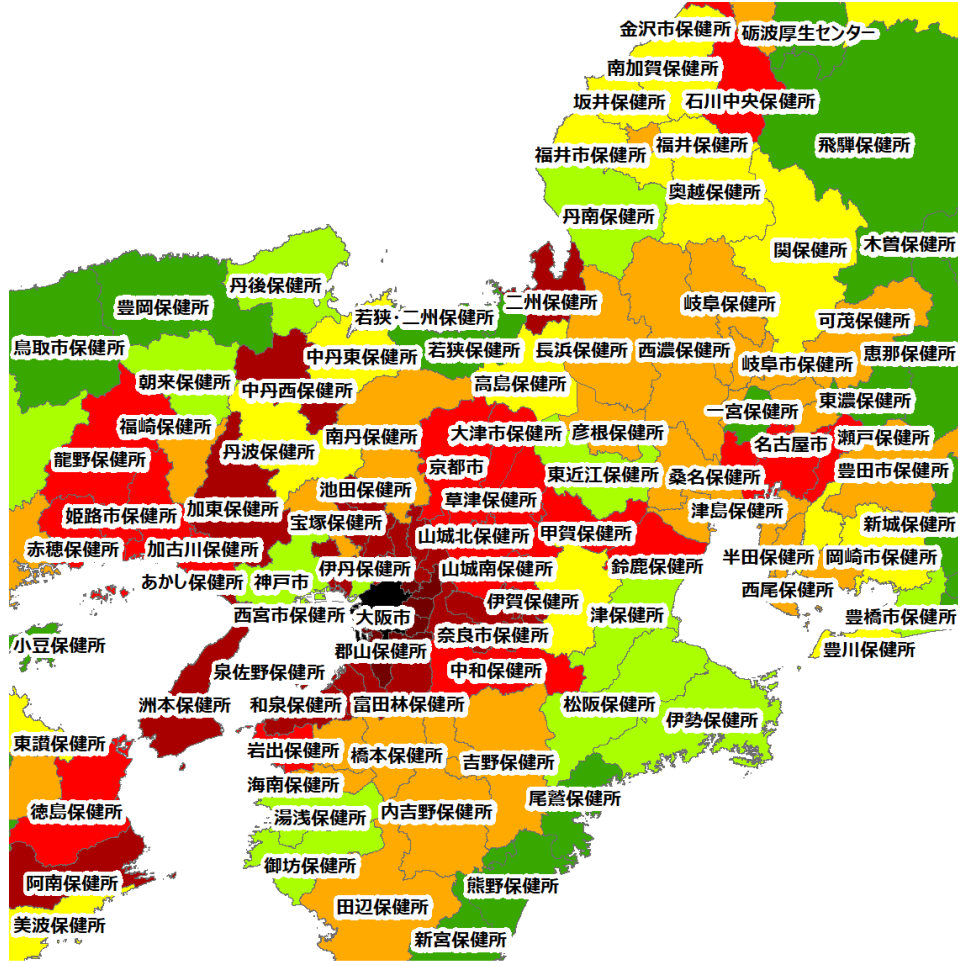 金沢市保健所
砺波厚生センター
南加賀保健所
坂井保健所
石川中央保健所
福井市保健所
福井保健所
飛騨保健所
奥越保健所
丹南保健所
関保健所
木曽保健所
丹後保健所
豊岡保健所
二州保健所
岐阜保健所
若狭・二州保健所
可茂保健所
鳥取市保健所
中丹東保健所
若狭保健所
長浜保健所
西濃保健所
岐阜市保健所
恵那保健所
朝来保健所
中丹西保健所
高島保健所
東濃保健所
一宮保健所
福崎保健所
南丹保健所
大津市保健所
彦根保健所
名古屋市
瀬戸保健所
丹波保健所
龍野保健所
京都市
東近江保健所
桑名保健所
豊田市保健所
池田保健所
草津保健所
加東保健所
姫路市保健所
宝塚保健所
津島保健所
新城保健所
山城北保健所
甲賀保健所
赤穂保健所
加古川保健所
半田保健所
岡崎市保健所
伊丹保健所
山城南保健所
鈴鹿保健所
あかし保健所
神戸市
西尾保健所
伊賀保健所
西宮市保健所
大阪市
津保健所
豊橋市保健所
奈良市保健所
小豆保健所
郡山保健所
豊川保健所
泉佐野保健所
中和保健所
洲本保健所
和泉保健所
富田林保健所
松阪保健所
伊勢保健所
東讃保健所
岩出保健所
橋本保健所
吉野保健所
海南保健所
尾鷲保健所
徳島保健所
湯浅保健所
内吉野保健所
御坊保健所
阿南保健所
熊野保健所
田辺保健所
美波保健所
新宮保健所